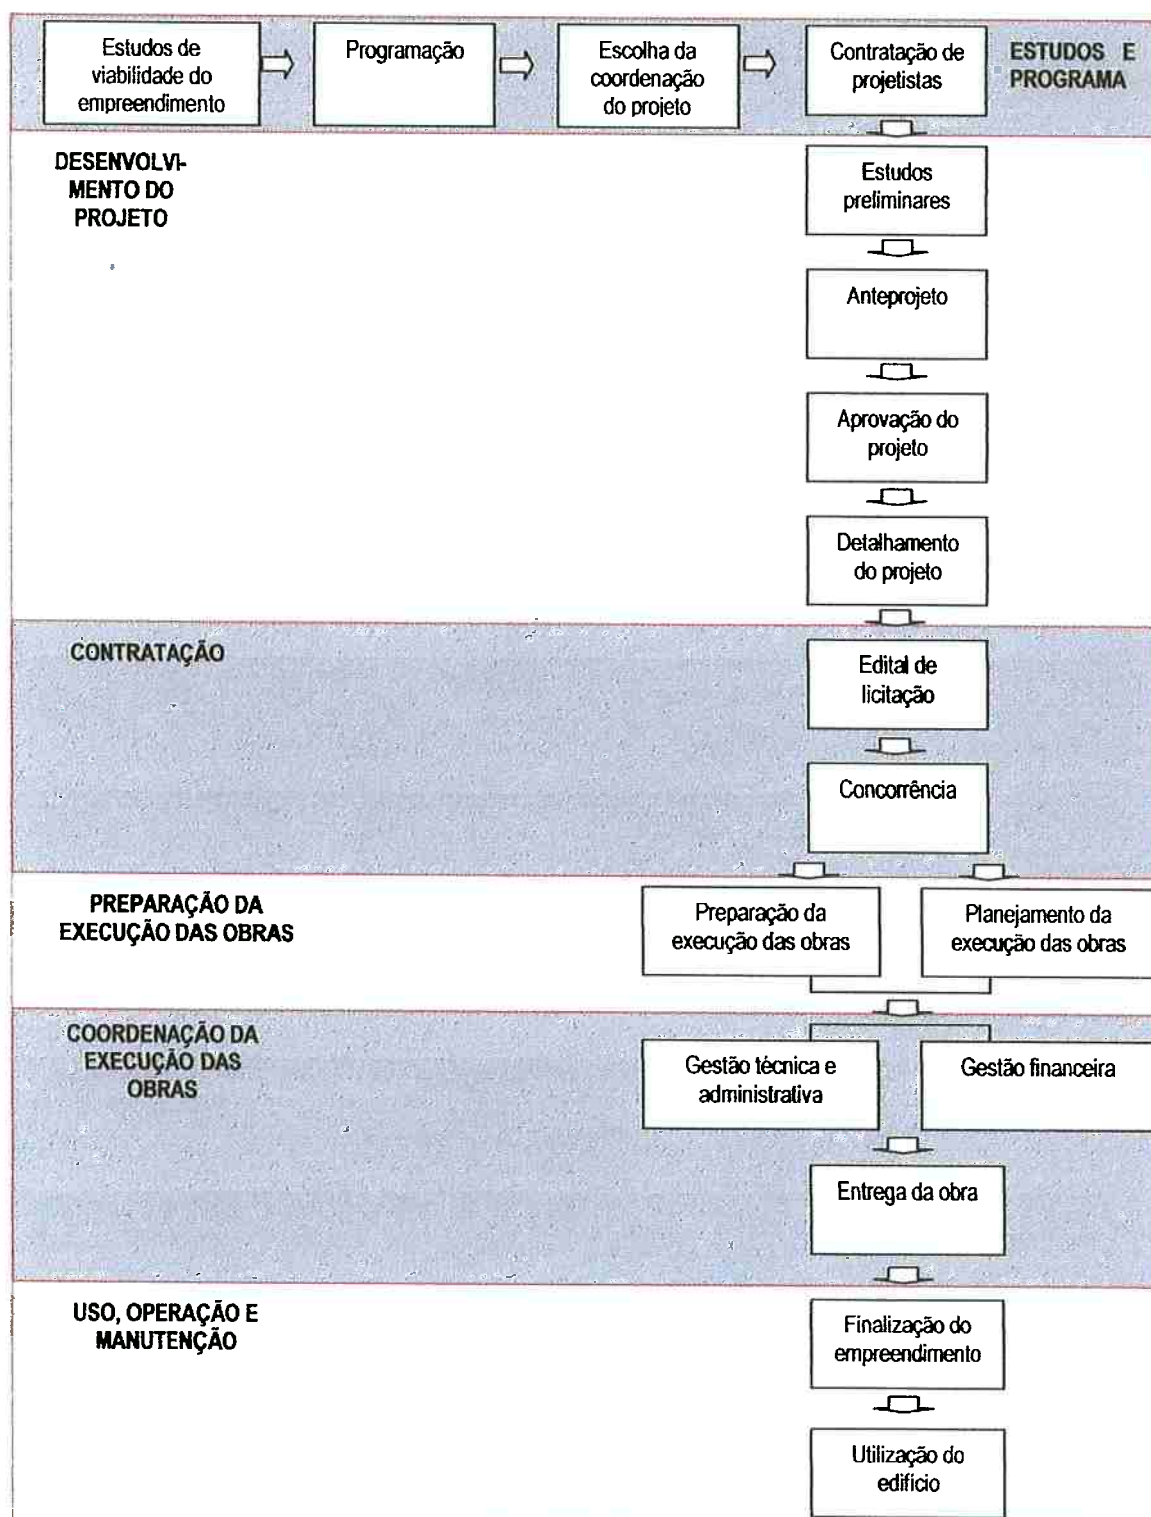 Estudos de
viabilidade do
empreendimento
Programação
Escolha da
coordenação
do projeto
Contratação de
projetistas
ESTUDOS E
PROGRAMA
DESENVOLVI-
MENTO DO
PROJETO
Estudos
preliminares
Anteprojeto
Aprovação do
projeto
Detalhamento
do projeto
CONTRATAÇÃO
Edital de
licitação
Concorrência
PREPARAÇÃO DA
EXECUÇÃO DAS OBRAS
Preparação da
execução das obras
Planejamento da
execução das obras
COORDENAÇÃO DA
EXECUÇÃO DAS
OBRAS
Gestão técnica e
administrativa
Gestão financeira
Entrega da obra
USO, OPERAÇÃO E
MANUTENÇÃO
Finalização do
empreendimento
Utilização do
edifício